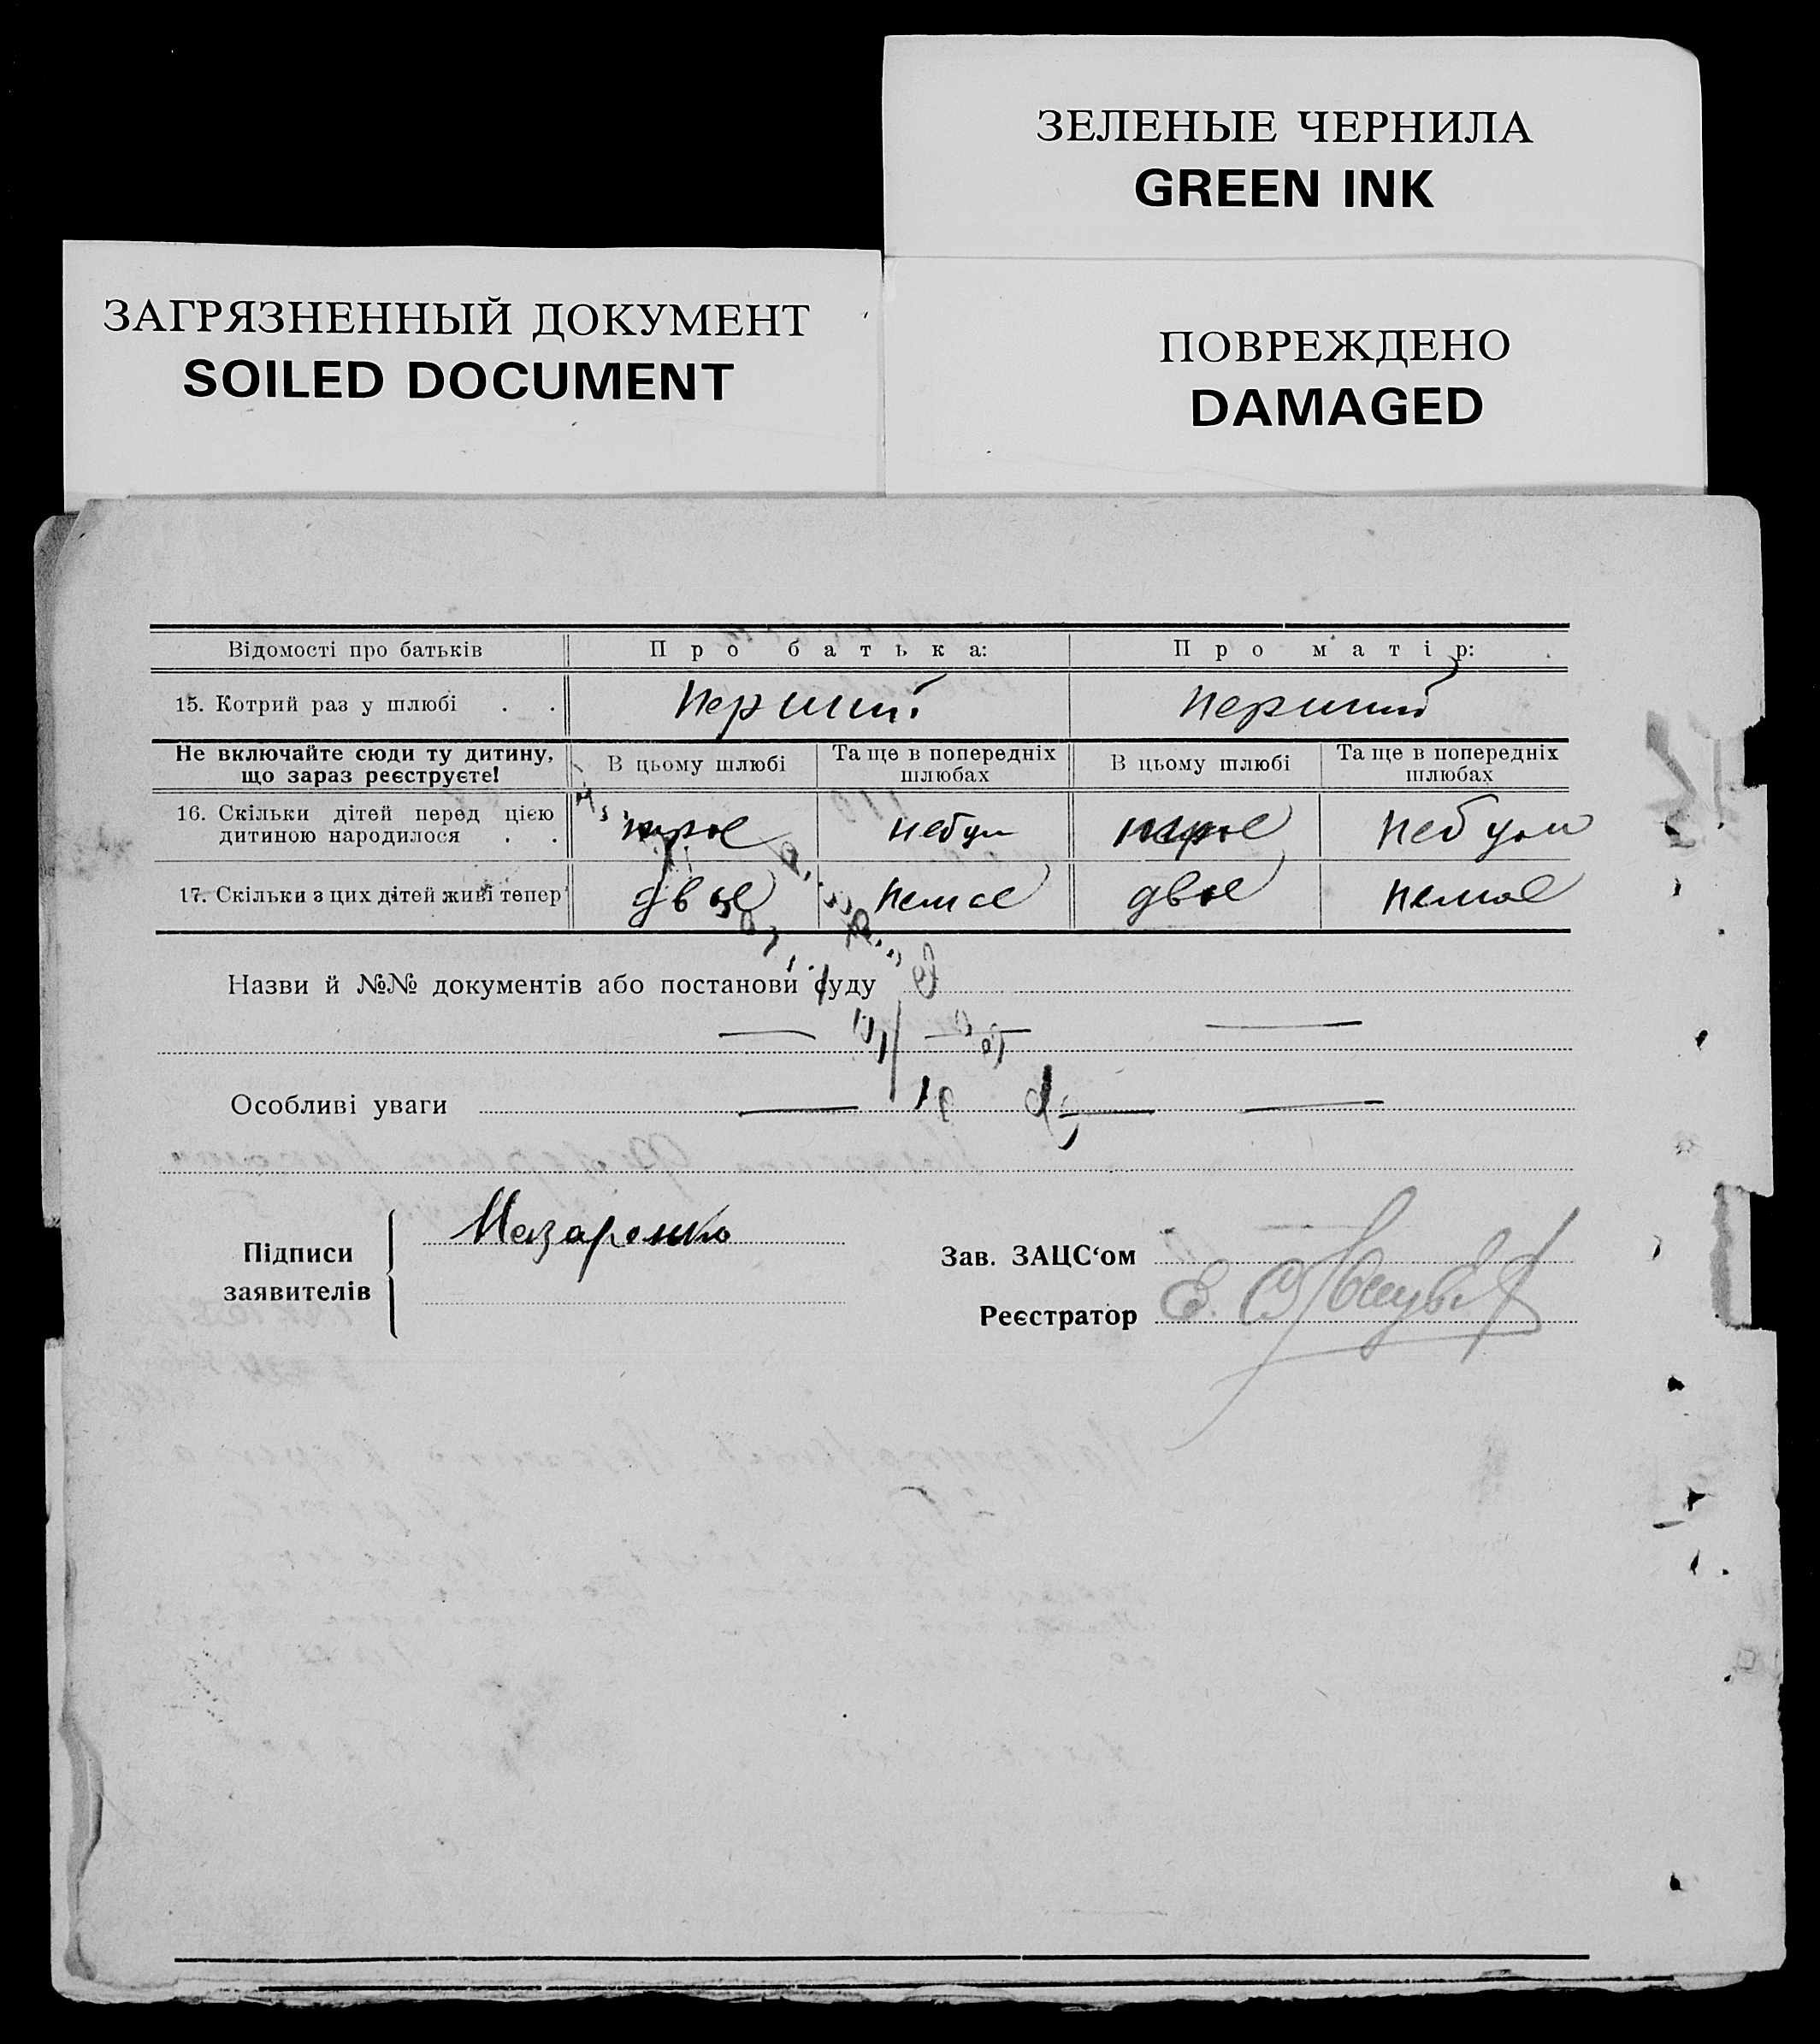 ЗЕЛЕНЫЕ ЧЕРНИЛА
GREEN INK
ЗАГРЯЗНЕННЫЙ ДОКУМЕНТ
SOILED DOCUMENT
ПОВРЕЖДЕНО
DAMAGED
Відомості про батьків Про батька: Про матір:
15. Котрий раз у шлюбі . . перший перший
Не включайте сюди ту дитину, що зараз реєструєте! В цьому шлюбі Та ще в попередніх шлюбах В цьому шлюбі Та ще в попередніх шлюбах
16. Скільки дітей перед цією
дитиною народилося . .
17. Скільки з цих дітей живі тепер двоє немає двоє немає
Назви й №№ документів або постанови суду
Особливі уваги
Підписи
заявителів
Назаренко
Зав. ЗАЦС‘ом
Реєстратор